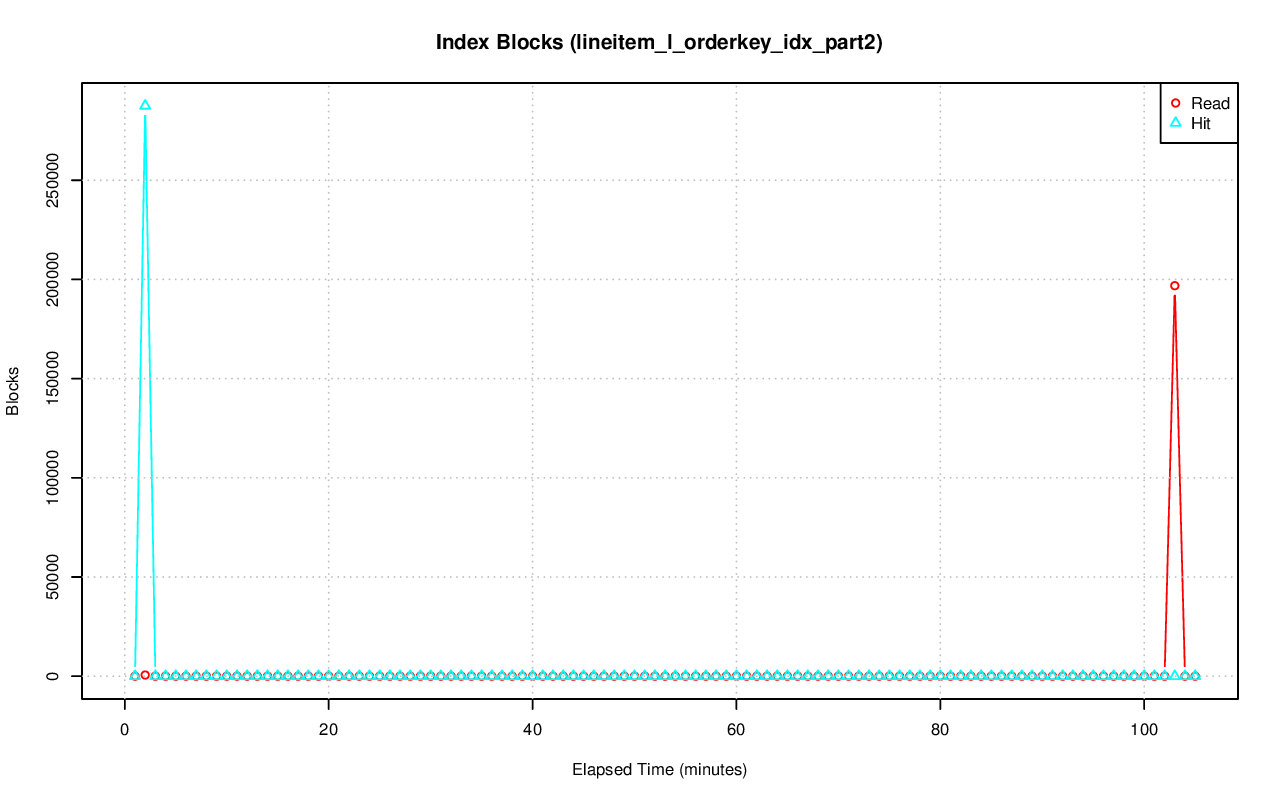 Index Blocks (lineitem_l_orderkey_idx_part2)
Read
Hit
250000
200000
150000
100000
50000
0
Blocks
0 20 40 60 80 100
Elapsed Time (minutes)